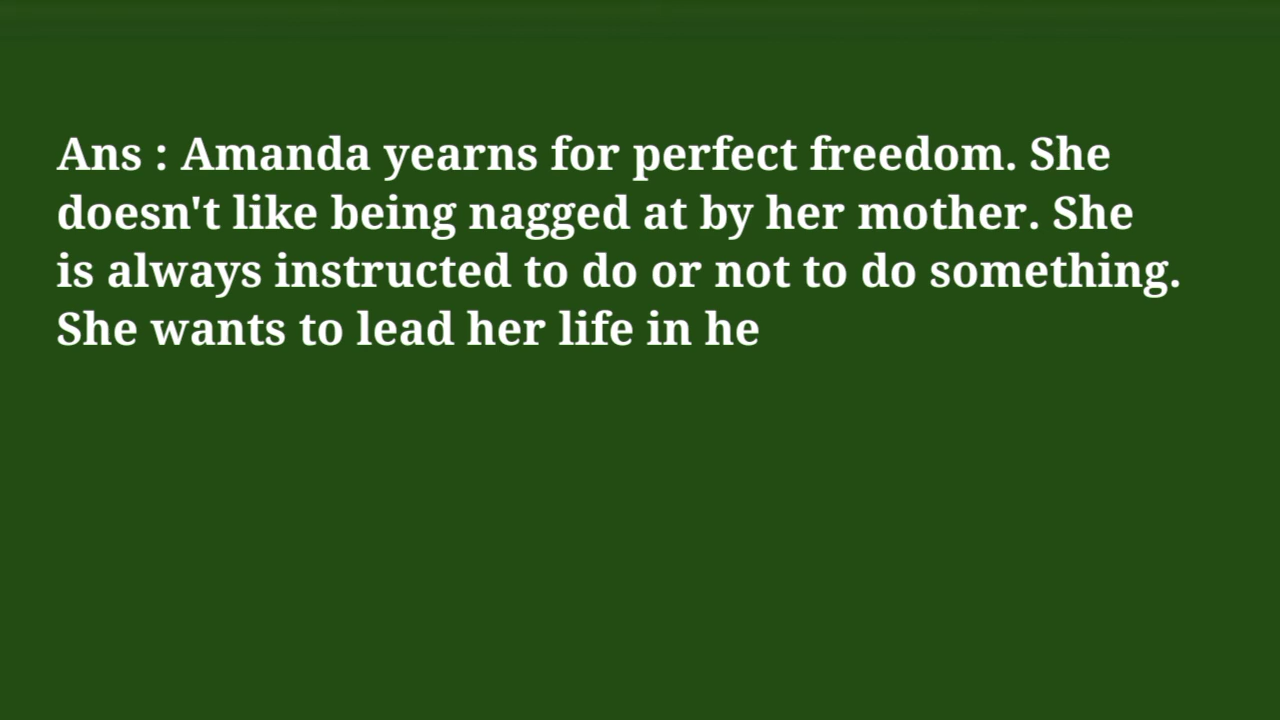 Ans : Amanda yearns for perfect freedom. She
doesn't like being nagged at by her mother. She
is always instructed to do or not to do something.
She wants to lead her life in he